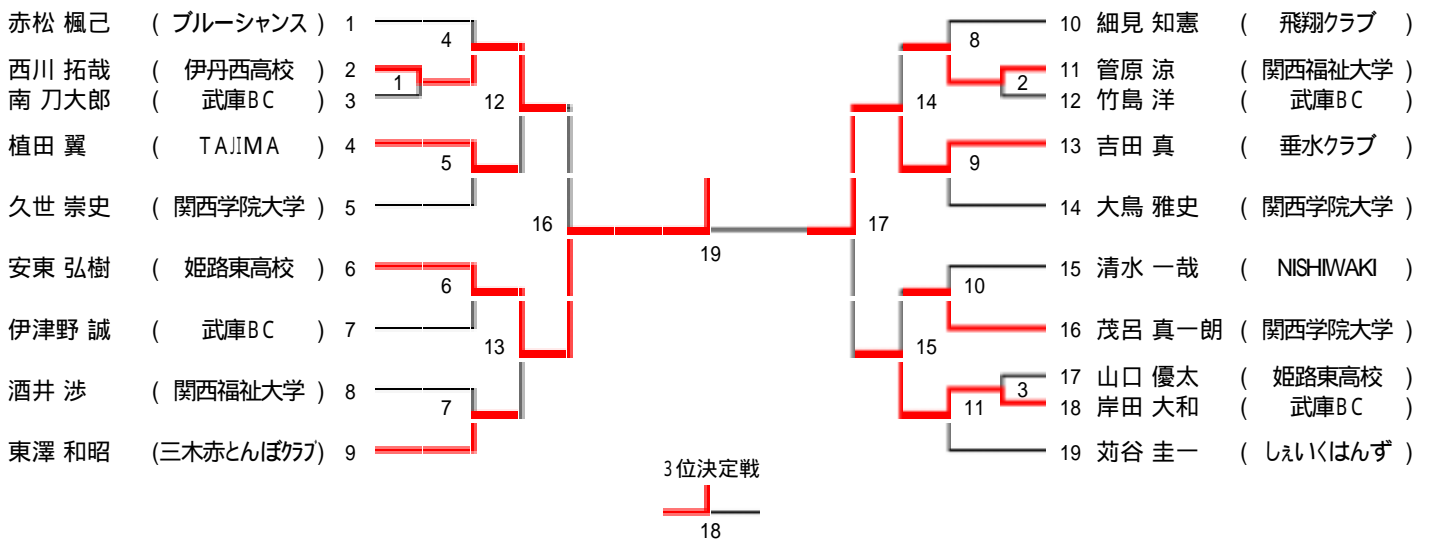 赤松 楓己 ( ブルーシャンス ) 1
4
西川 拓哉 ( 伊丹西高校 ) 2
1
南 刀大郎 ( 武庫BC ) 3
12
植田 翼 ( TAJIMA ) 4
5
久世 崇史 ( 関西学院大学 ) 5
16
安東 弘樹 ( 姫路東高校 ) 6
6
伊津野 誠 ( 武庫BC ) 7
13
酒井 渉 ( 関西福祉大学 ) 8
7
東澤 和昭 (三木赤とんぼクラブ) 9
19
10 細見 知憲 ( 飛翔クラブ )
8
11 管原 涼 ( 関西福祉大学 )
2
12 竹島 洋 ( 武庫BC )
14
13 吉田 真 ( 垂水クラブ )
9
14 大鳥 雅史 ( 関西学院大学 )
17
15 清水 一哉 ( NISHIWAKI )
10
16 茂呂 真一朗 ( 関西学院大学 )
15
17 山口 優太 ( 姫路東高校 )
3
18 岸田 大和 ( 武庫BC )
11
19 苅谷 圭一 ( しぇいくはんず )
3位決定戦
18